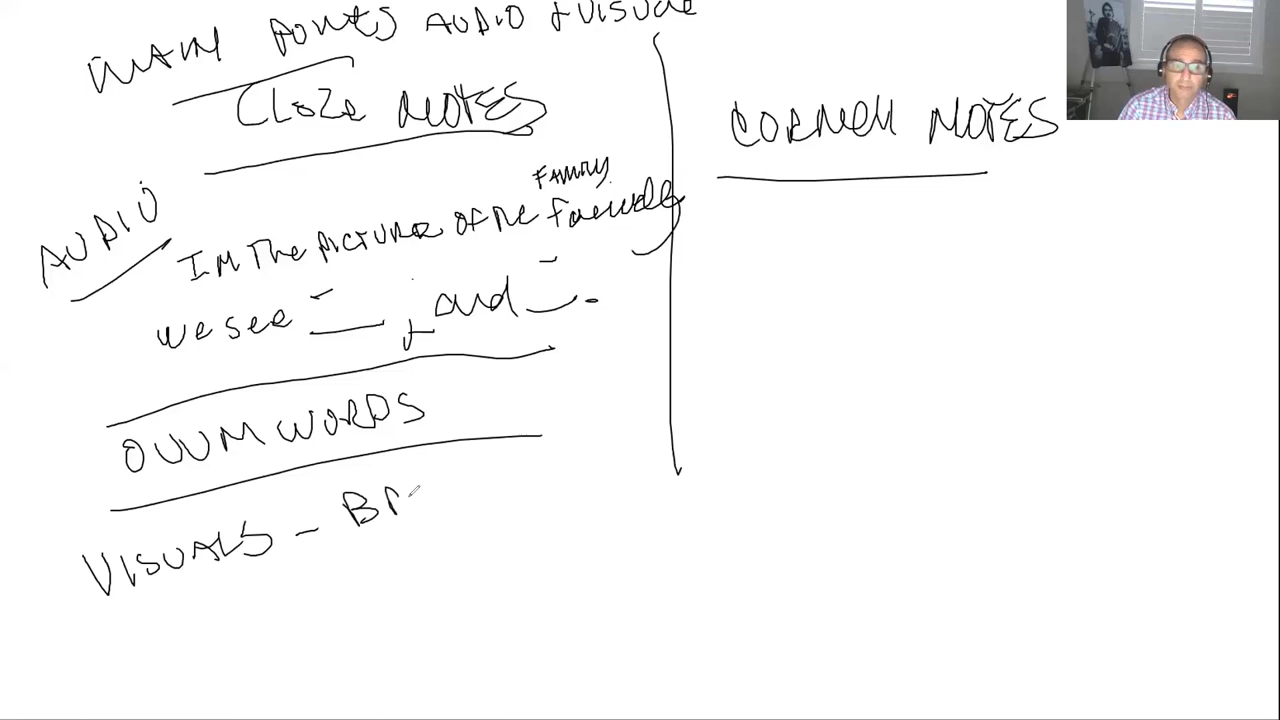 MAIN POINTS AUDIO + VISUAL
CLOZE NOTES
AUDIO
FAMILY
IN THE PICTURE OF THE
we see ___, and ___.
OWN WORDS
VISUALS - BR
CORNELL NOTES